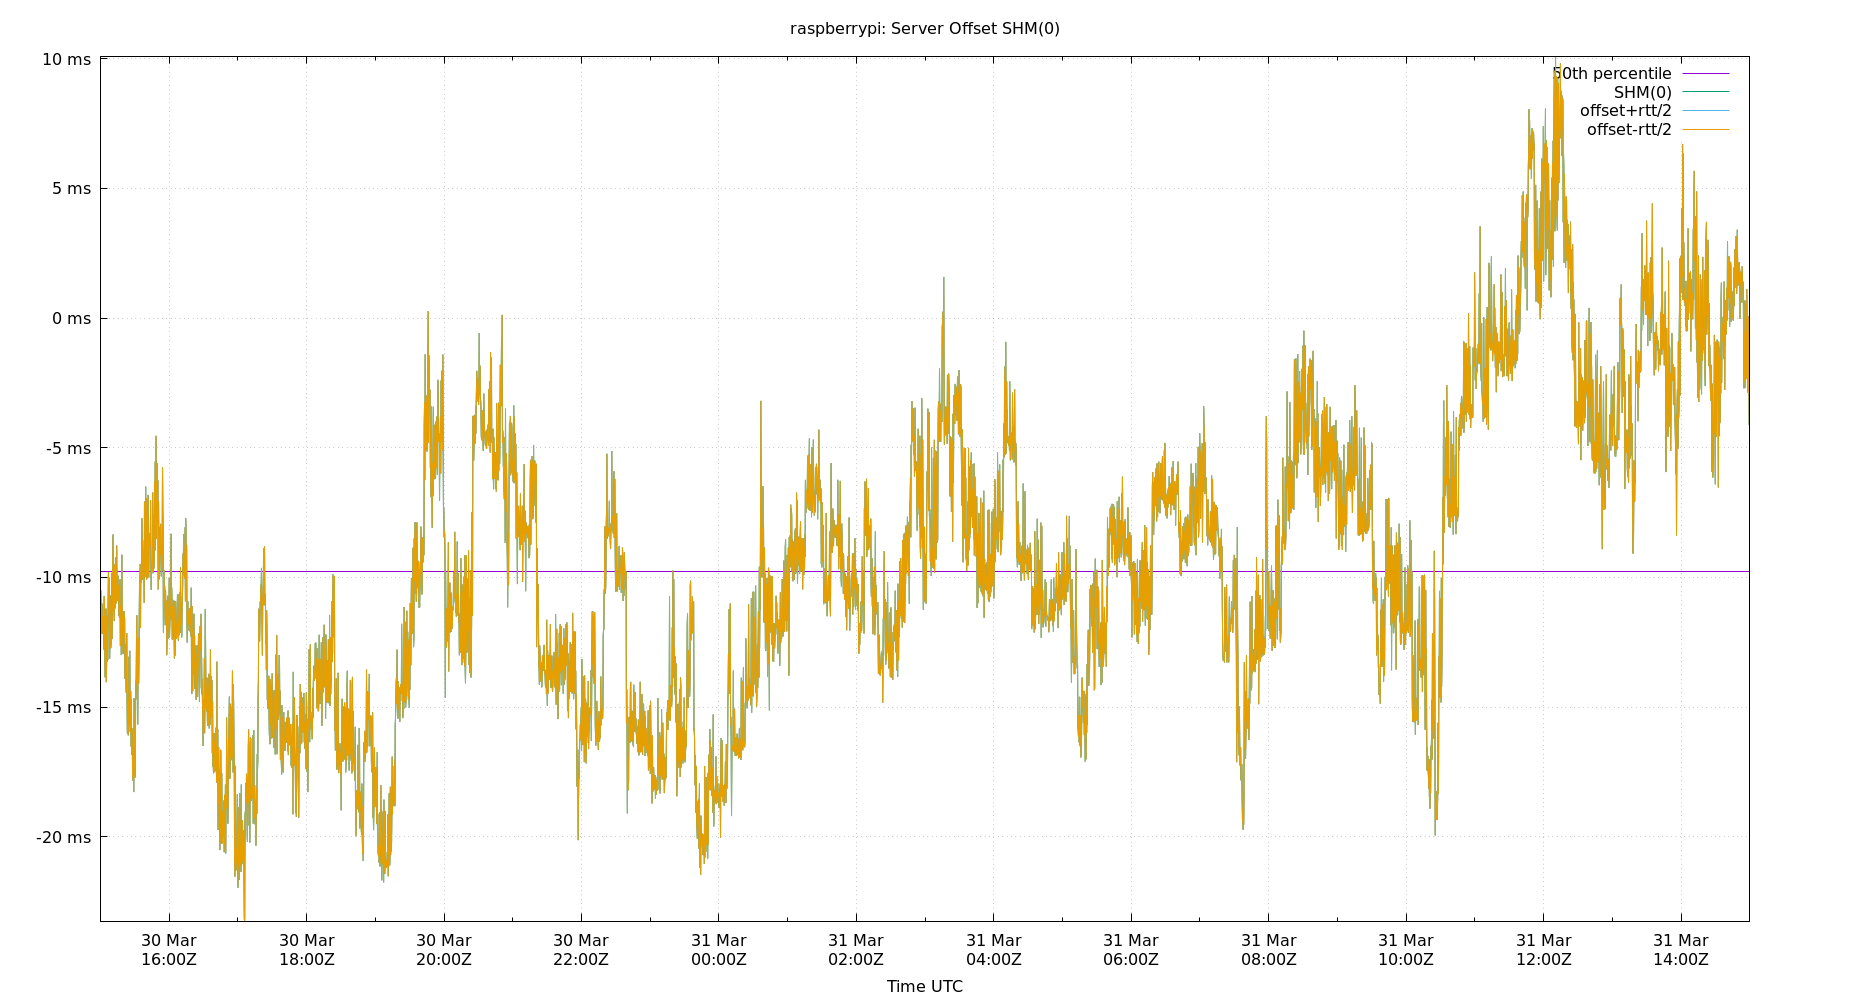 raspberrypi: Server Offset SHM(0)
10 ms
5 ms
0 ms
-5 ms
-10 ms
-15 ms
-20 ms
50th percentile
SHM(0)
offset+rtt/2
offset-rtt/2
30 Mar
16:00Z
30 Mar
18:00Z
30 Mar
20:00Z
30 Mar
22:00Z
31 Mar
00:00Z
31 Mar
02:00Z
31 Mar
04:00Z
31 Mar
06:00Z
31 Mar
08:00Z
31 Mar
10:00Z
31 Mar
12:00Z
31 Mar
14:00Z
Time UTC